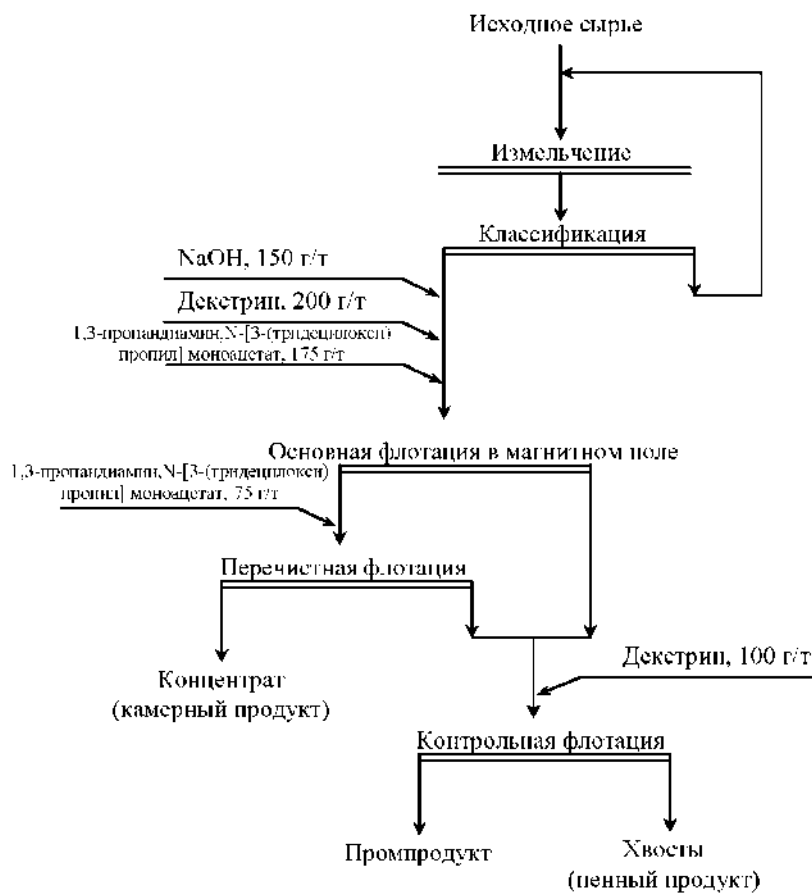 Исходное сырье
Измельчение
Классификация
NaOH, 150 г/т
Декстрин, 200 г/т
1,3-пропандиамин,N-[3-(тридецилокси)
пропил] моноацетат, 175 г/т
Основная флотация в магнитном поле
1,3-пропандиамин,N-[3-(тридецилокси)
пропил] моноацетат, 75 г/т
Перечистная флотация
Декстрин, 100 г/т
Концентрат
(камерный продукт)
Контрольная флотация
Промпродукт
Хвосты
(пенный продукт)